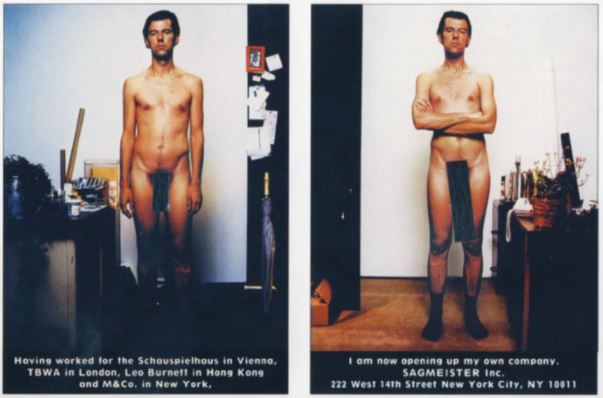 Having worked for the Schauspielhaus in Vienna,
TBWA in London, Leo Burnett in Hong Kong
and M&Co. in New York,
I am now opening up my own company.
SAGMEISTER Inc.
222 West 14th Street New York City, NY 10011